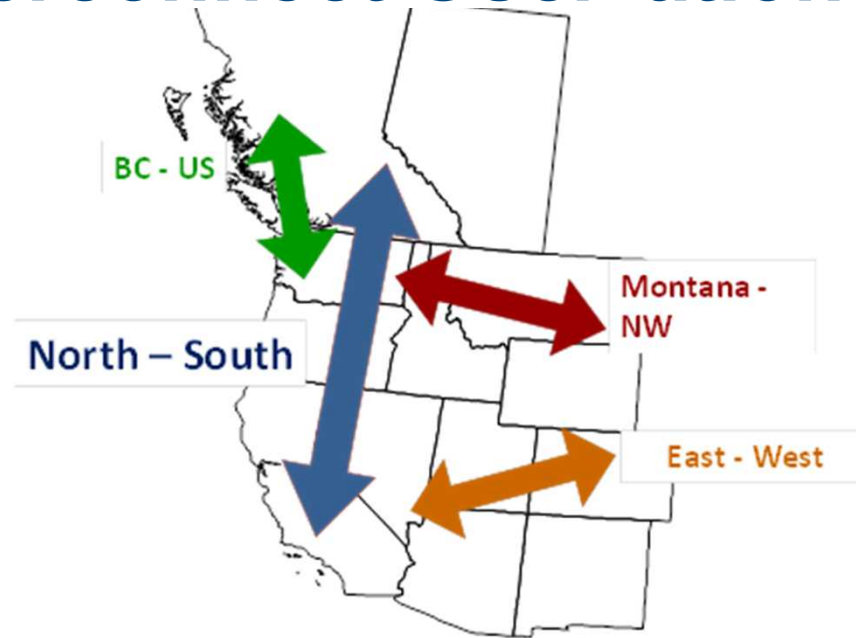 BC - US
Montana -
NW
North – South
East - West